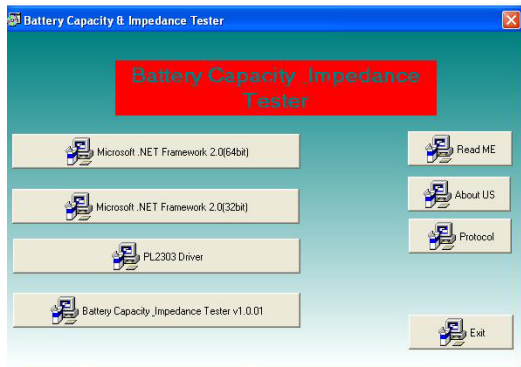 Battery Capacity & Impedance Tester
Battery Capacity ,Impedance
Tester
Microsoft .NET Framework 2.0(64bit)
Read ME
Microsoft .NET Framework 2.0(32bit)
About US
PL2303 Driver
Protocol
Battery Capacity ,Impedance Tester v1.0.01
Exit